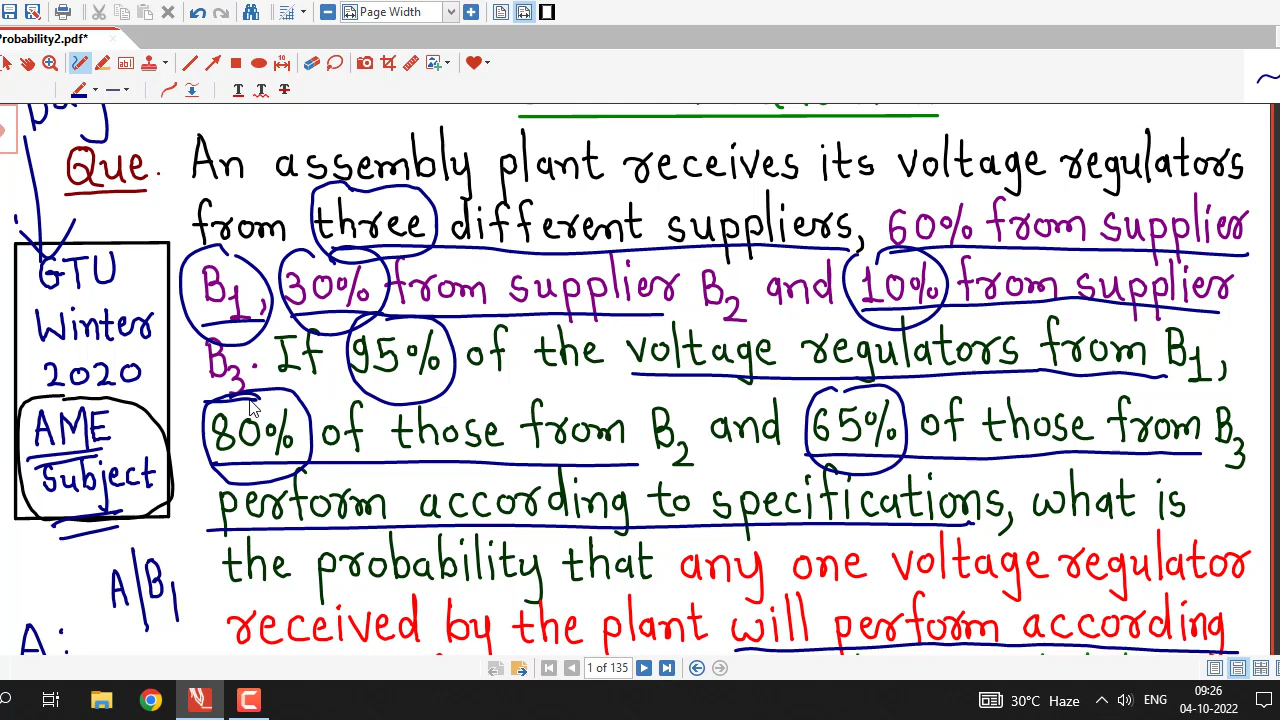 Page Width
Probability2.pdf*
Que. An assembly plant receives its voltage regulators
from three different suppliers, 60% from supplier
B1, 30% from supplier B2 and 10% from supplier
B3. If 95% of the voltage regulators from B1,
80% of those from B2 and 65% of those from B3
perform according to specifications, what is
the probability that any one voltage regulator
received by the plant will perform according
GTU
Winter
2020
AME
Subject
A/B1
A:
1 of 135
30°C Haze
ENG
09:26
04-10-2022